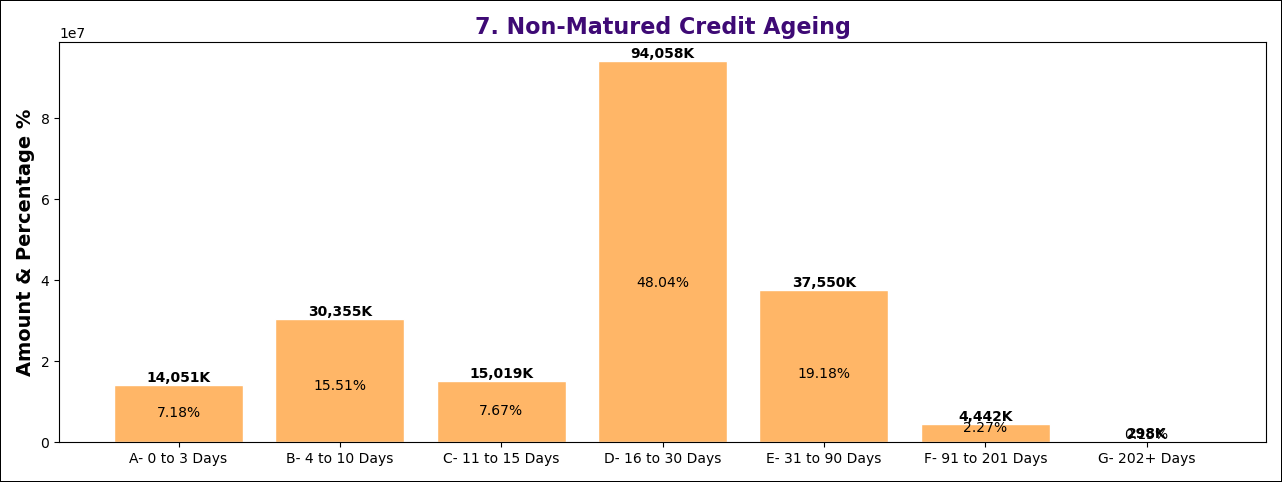 7. Non-Matured Credit Ageing
1e7
Amount & Percentage %
8
6
4
2
0
14,051K
7.18%
30,355K
15.51%
15,019K
7.67%
94,058K
48.04%
37,550K
19.18%
4,442K
2.27%
298K
A- 0 to 3 Days
B- 4 to 10 Days
C- 11 to 15 Days
D- 16 to 30 Days
E- 31 to 90 Days
F- 91 to 201 Days
G- 202+ Days